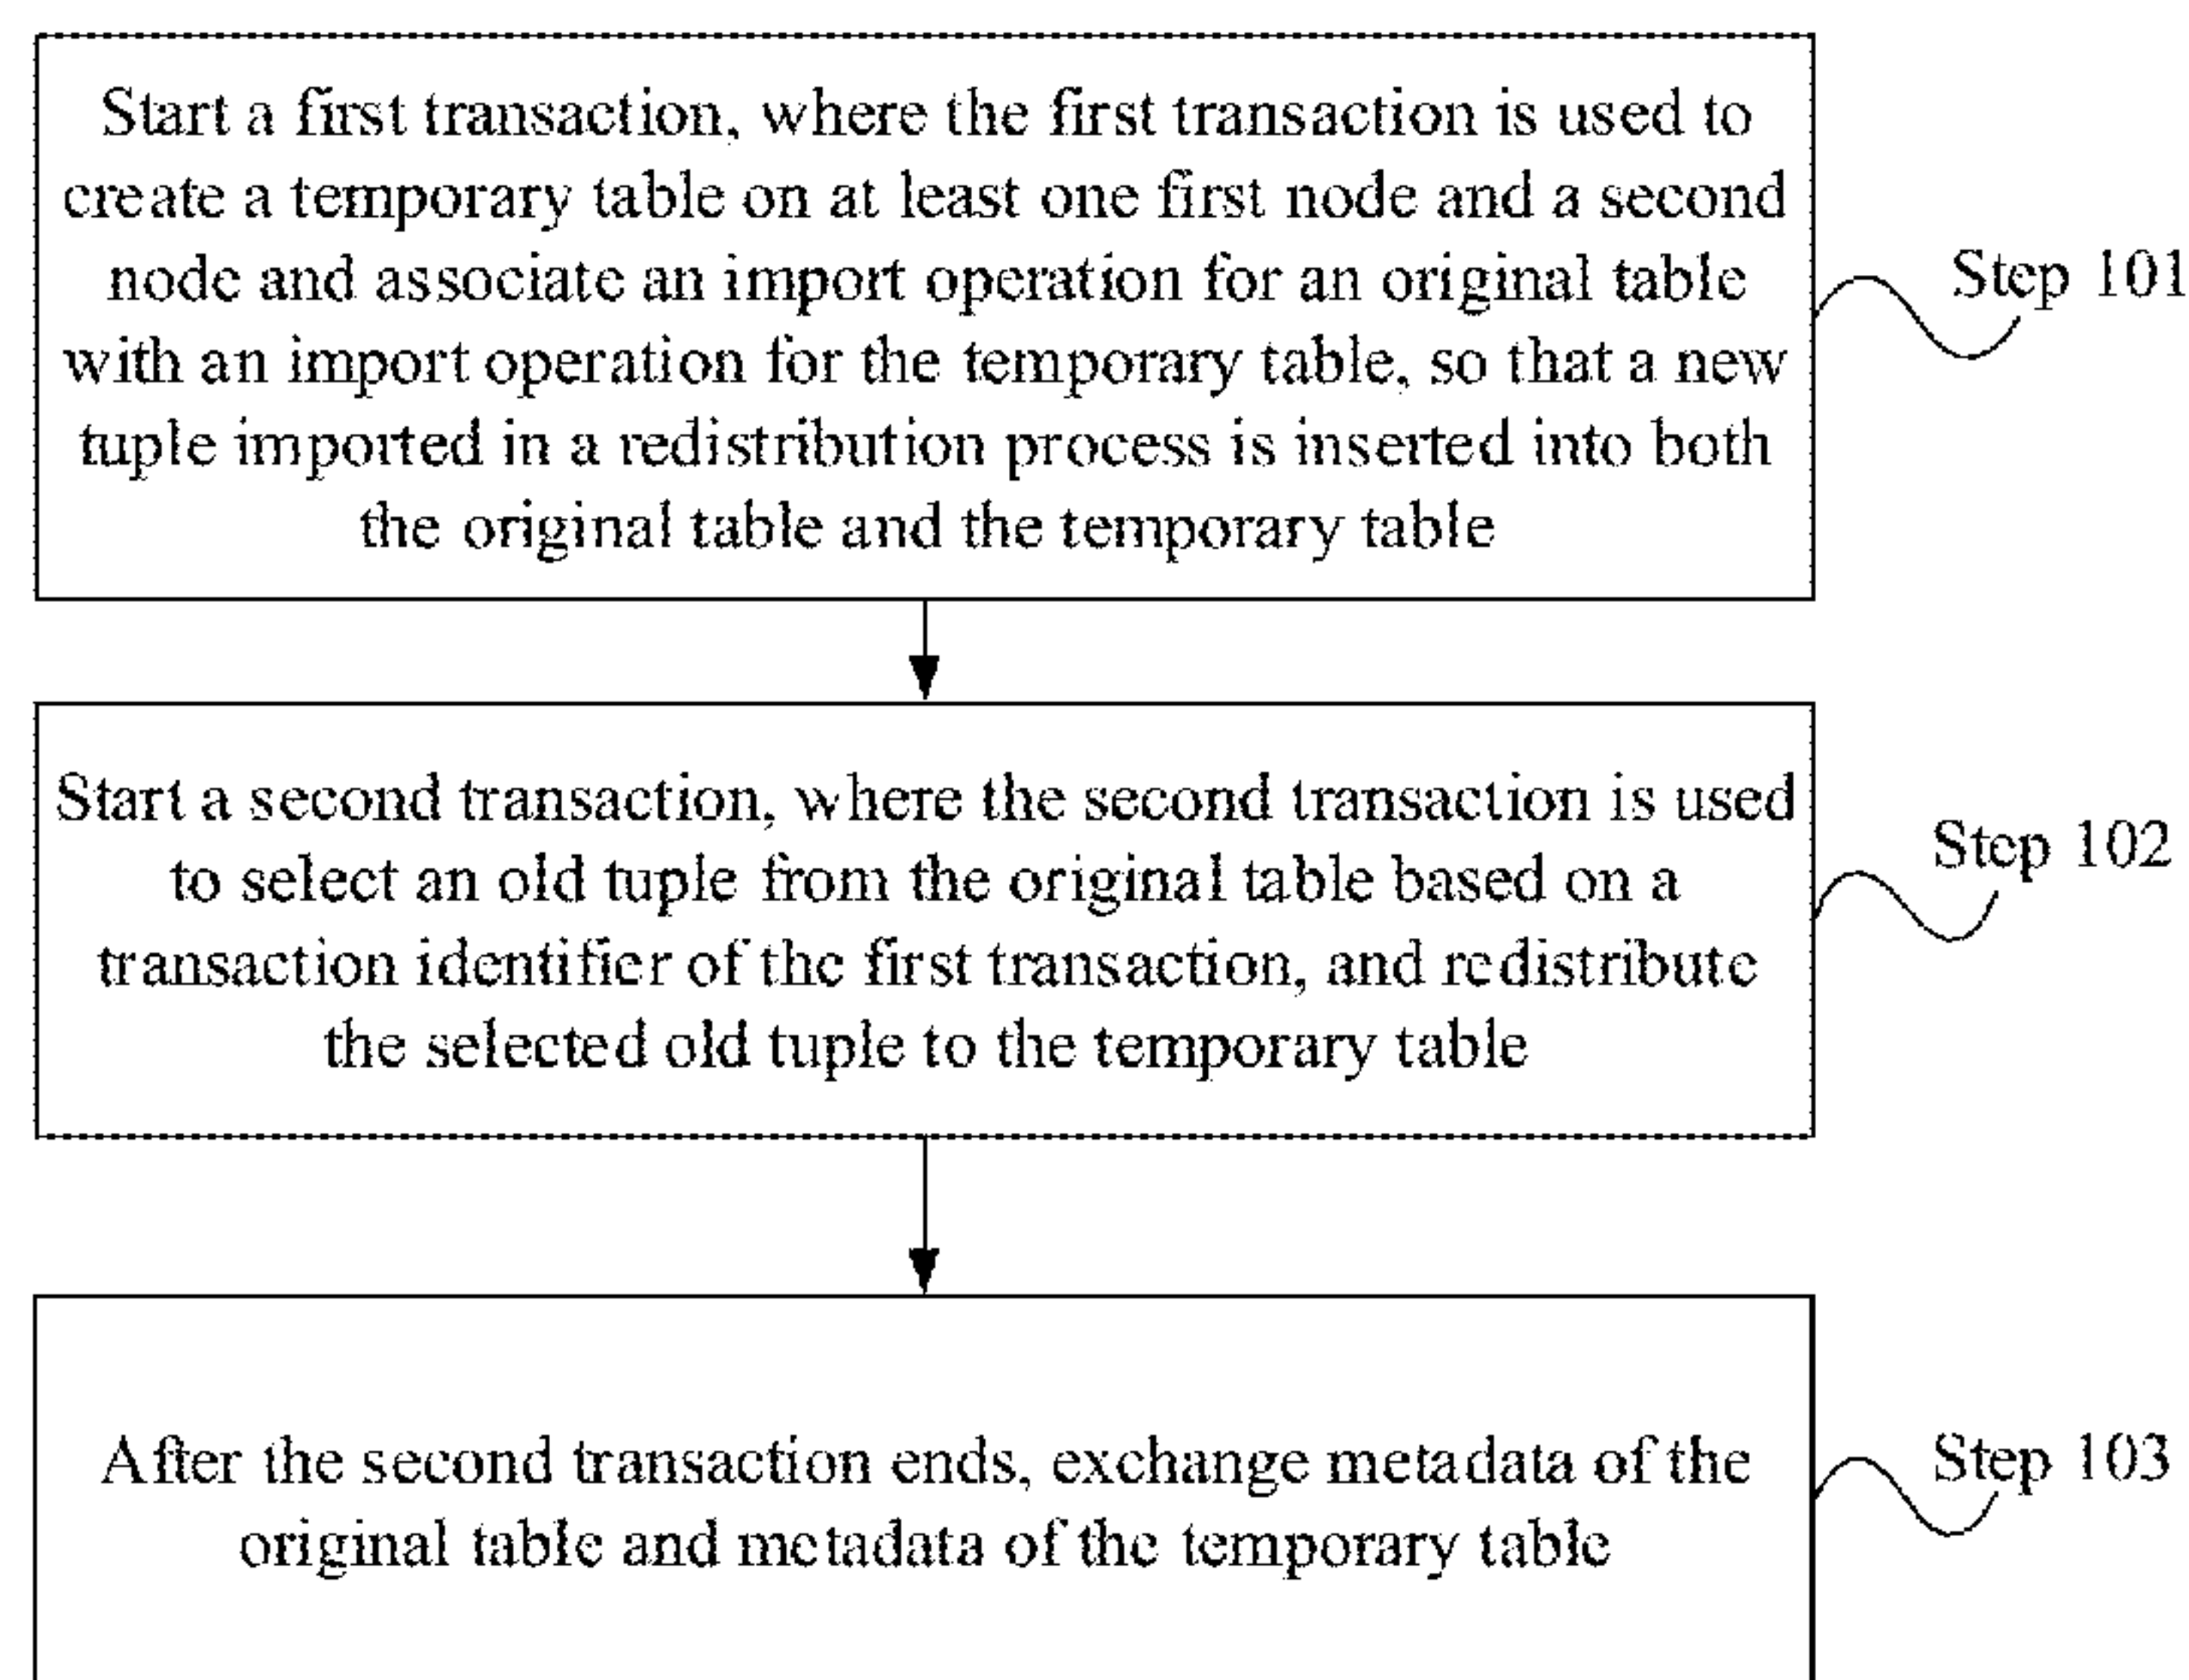 Start a first transaction, where the first transaction is used to
create a temporary table on at least one first node and a second
node and associate an import operation for an original table
with an import operation for the temporary table, so that a new
tuple imported in a redistribution process is inserted into both
the original table and the temporary table
Step 101
Start a second transaction, where the second transaction is used
to select an old tuple from the original table based on a
transaction identifier of the first transaction, and redistribute
the selected old tuple to the temporary table
Step 102
After the second transaction ends, exchange metadata of the
original table and metadata of the temporary table
Step 103